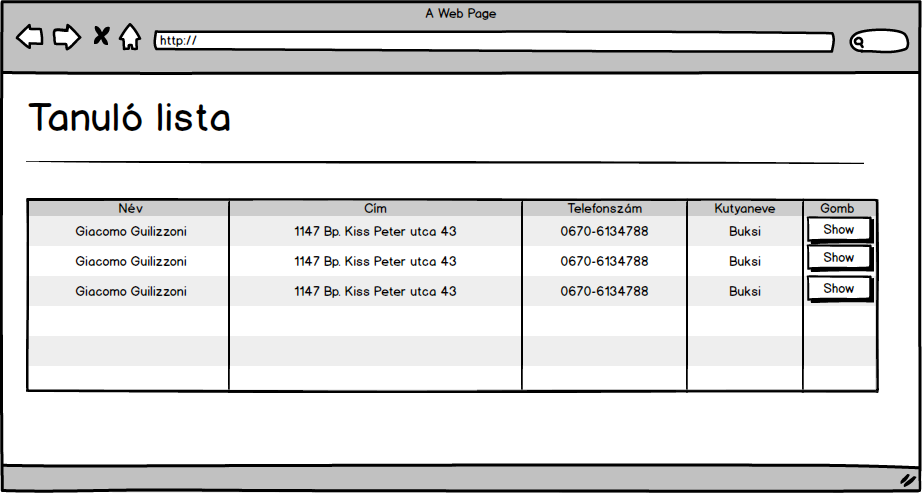 A Web Page
http://
Tanuló lista
Név Cím Telefonszám Kutyaneve Gomb
Giacomo Guilizzoni 1147 Bp. Kiss Peter utca 43 0670-6134788 Buksi Show
Giacomo Guilizzoni 1147 Bp. Kiss Peter utca 43 0670-6134788 Buksi Show
Giacomo Guilizzoni 1147 Bp. Kiss Peter utca 43 0670-6134788 Buksi Show